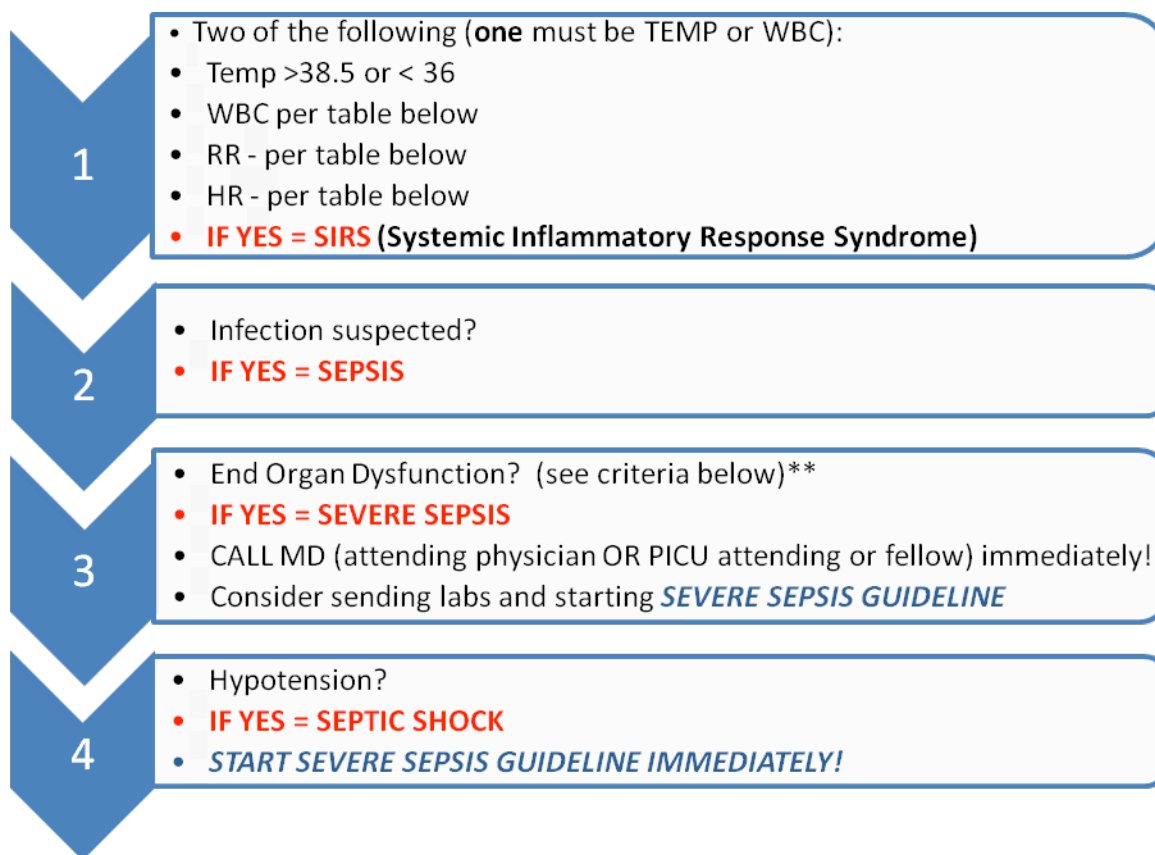 1
• Two of the following (one must be TEMP or WBC):
• Temp >38.5 or < 36
• WBC per table below
• RR - per table below
• HR - per table below
• IF YES = SIRS (Systemic Inflammatory Response Syndrome)
2
• Infection suspected?
• IF YES = SEPSIS
3
• End Organ Dysfunction?  (see criteria below)**
• IF YES = SEVERE SEPSIS
• CALL MD (attending physician OR PICU attending or fellow) immediately!
• Consider sending labs and starting SEVERE SEPSIS GUIDELINE
4
• Hypotension?
• IF YES = SEPTIC SHOCK
• START SEVERE SEPSIS GUIDELINE IMMEDIATELY!